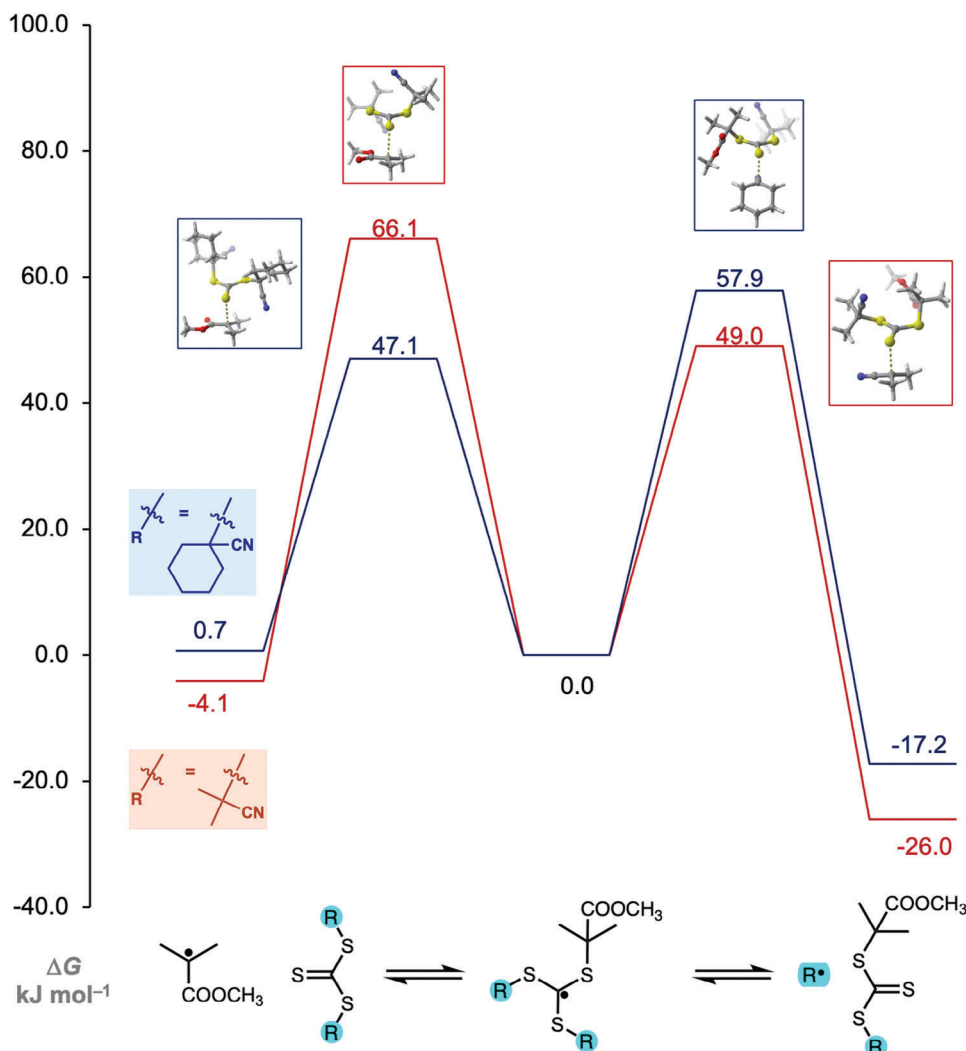 100.0
80.0
66.1
60.0
57.9
49.0
47.1
40.0
R = CN
20.0
0.7
0.0
0.0
-4.1
-17.2
-20.0
R = CN
-26.0
-40.0
ΔG
kJ mol⁻¹
COOCH₃
R
S
S
S
R
COOCH₃
R
S
S
S
R
R•
COOCH₃
S
S
S
R